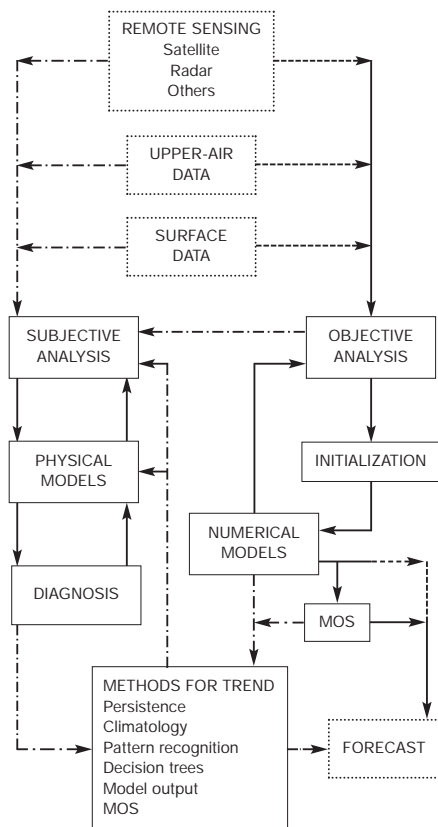 REMOTE SENSING
Satellite
Radar
Others
UPPER-AIR
DATA
SURFACE
DATA
SUBJECTIVE
ANALYSIS
OBJECTIVE
ANALYSIS
PHYSICAL
MODELS
INITIALIZATION
NUMERICAL
MODELS
DIAGNOSIS
MOS
METHODS FOR TREND
Persistence
Climatology
Pattern recognition
Decision trees
Model output
MOS
FORECAST